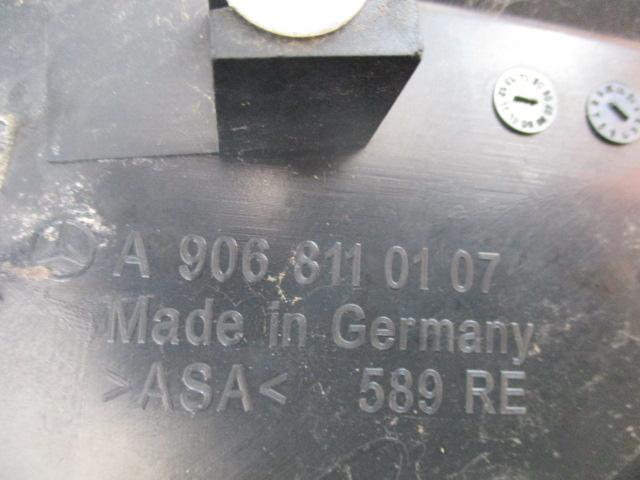 A 906 811 01 07
Made in Germany
>ASA< 589 RE